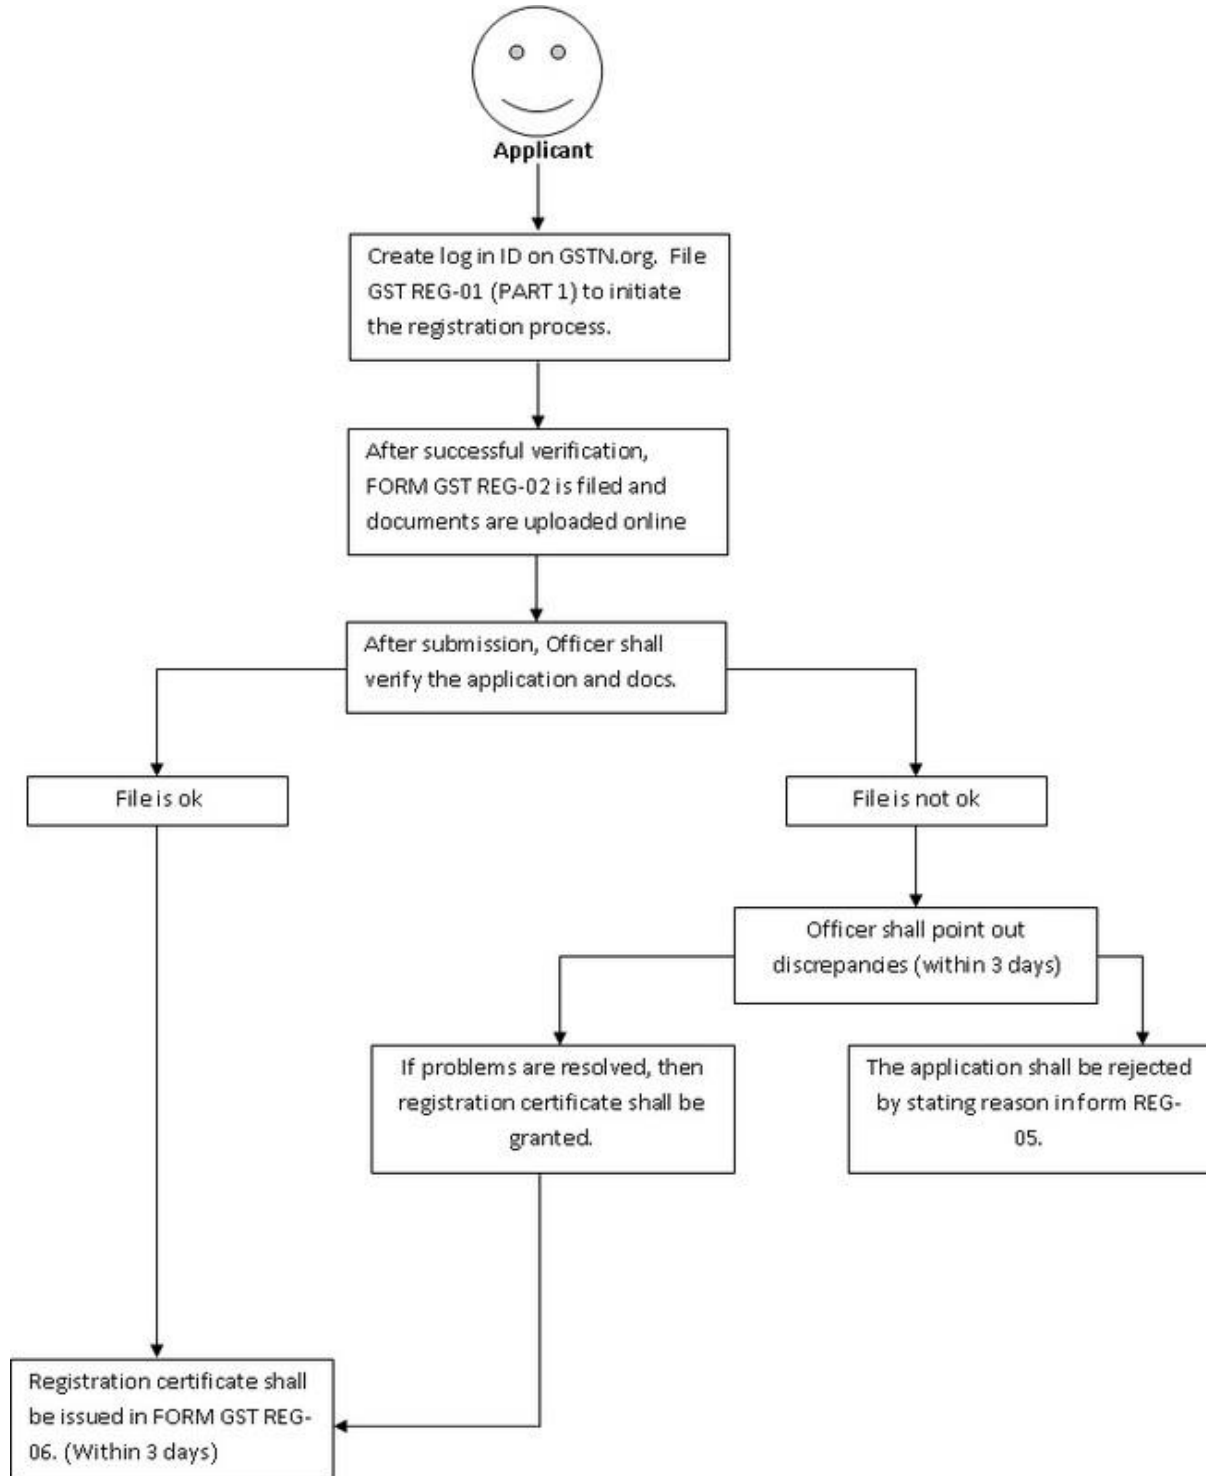 Applicant
Create log in ID on GSTN.org. File
GST REG-01 (PART 1) to initiate
the registration process.
After successful verification,
FORM GST REG-02 is filed and
documents are uploaded online
After submission, Officer shall
verify the application and docs.
File is ok
File is not ok
Officer shall point out
discrepancies (within 3 days)
If problems are resolved, then
registration certificate shall be
granted.
The application shall be rejected
by stating reason in form REG-
05.
Registration certificate shall
be issued in FORM GST REG-
06. (Within 3 days)